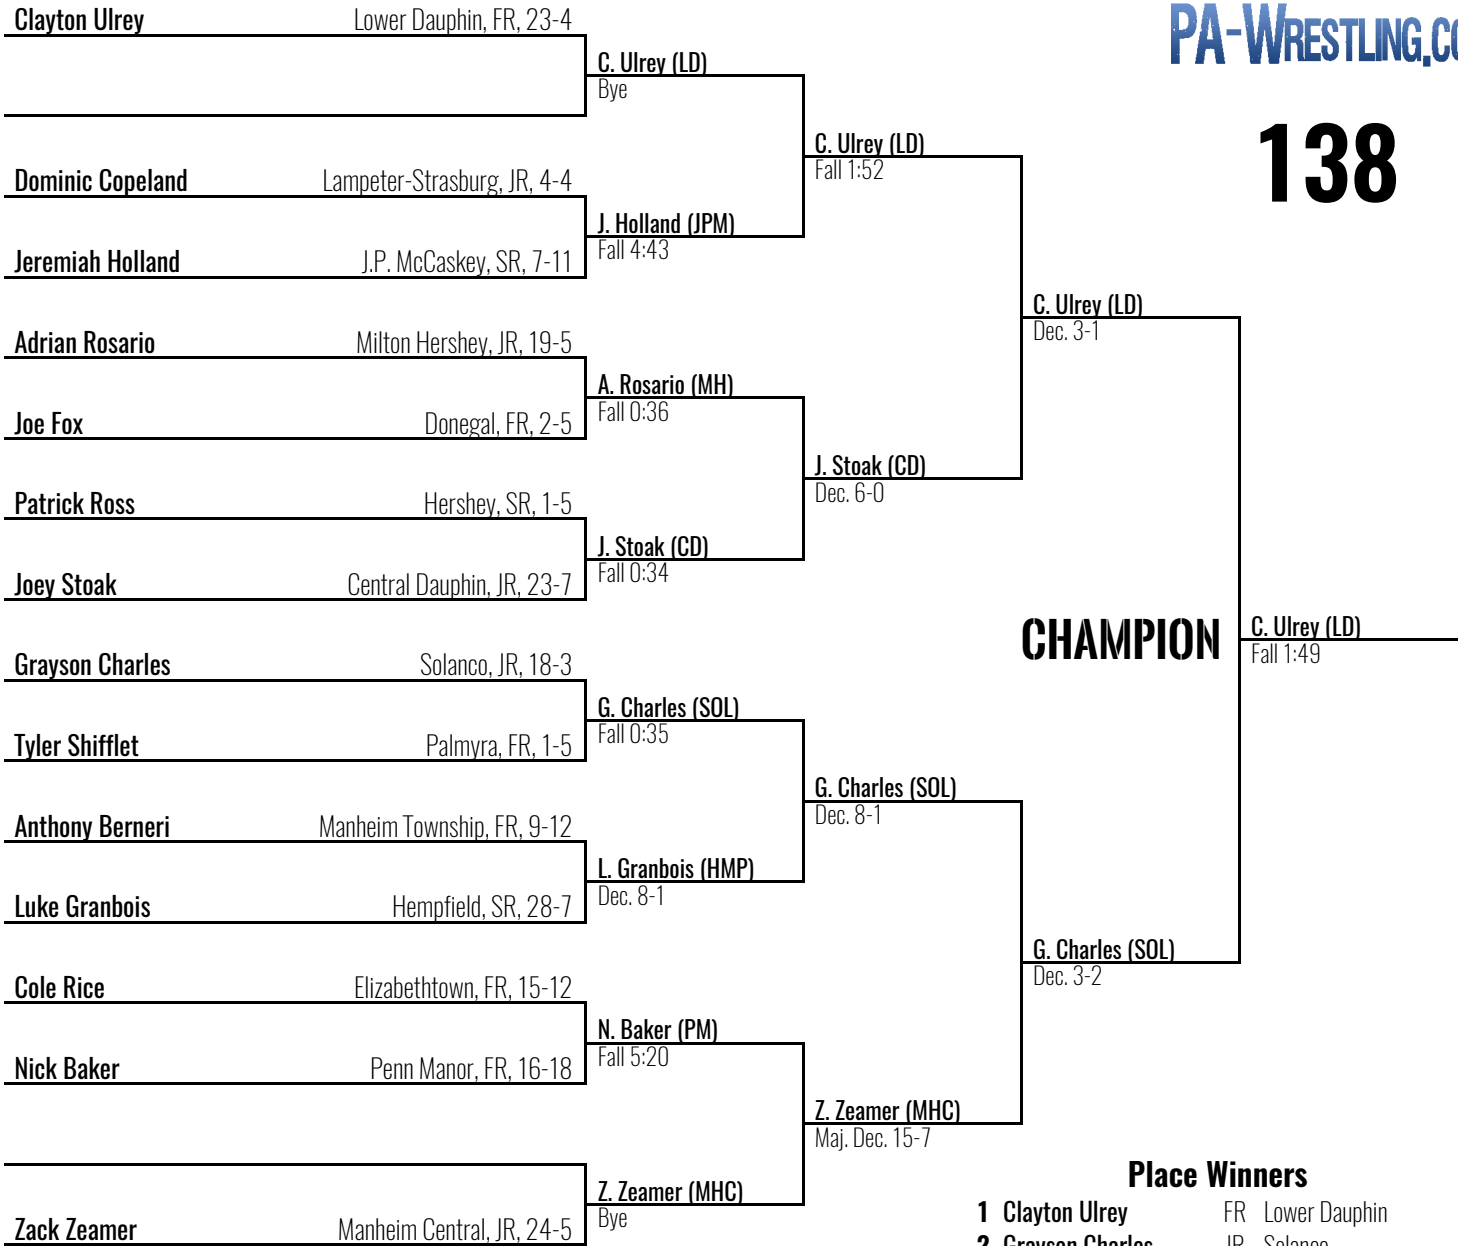 Clayton Ulrey Lower Dauphin, FR, 23-4
C. Ulrey (LD)
Bye
Dominic Copeland Lampeter-Strasburg, JR, 4-4
J. Holland (JPM)
Fall 4:43
Jeremiah Holland J.P. McCaskey, SR, 7-11
C. Ulrey (LD)
Fall 1:52
Adrian Rosario Milton Hershey, JR, 19-5
A. Rosario (MH)
Fall 0:36
Joe Fox Donegal, FR, 2-5
Patrick Ross Hershey, SR, 1-5
J. Stoak (CD)
Fall 0:34
Joey Stoak Central Dauphin, JR, 23-7
J. Stoak (CD)
Dec. 6-0
C. Ulrey (LD)
Dec. 3-1
Grayson Charles Solanco, JR, 18-3
G. Charles (SOL)
Fall 0:35
Tyler Shifflet Palmyra, FR, 1-5
Anthony Berneri Manheim Township, FR, 9-12
L. Granbois (HMP)
Dec. 8-1
Luke Granbois Hempfield, SR, 28-7
G. Charles (SOL)
Dec. 8-1
Cole Rice Elizabethtown, FR, 15-12
N. Baker (PM)
Fall 5:20
Nick Baker Penn Manor, FR, 16-18
Z. Zeamer (MHC)
Bye
Zack Zeamer Manheim Central, JR, 24-5
Z. Zeamer (MHC)
Maj. Dec. 15-7
G. Charles (SOL)
Dec. 3-2
CHAMPION
C. Ulrey (LD)
Fall 1:49
PA-WRESTLING.CO
138
Place Winners
1 Clayton Ulrey FR Lower Dauphin
2 Grayson Charles JR Solanco